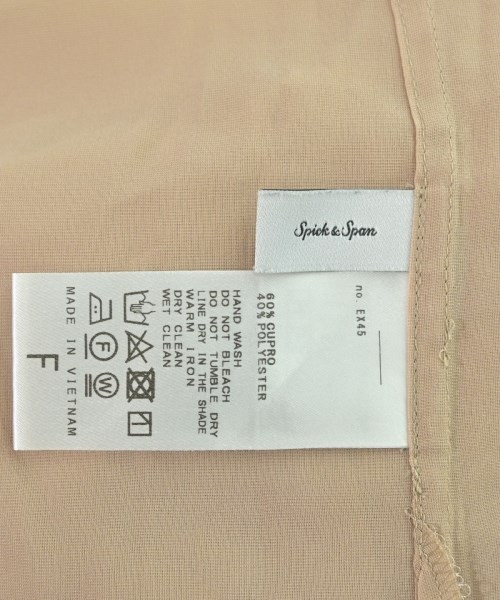 Spick & Span
no. EX45
60% CUPRO
40% POLYESTER
HAND WASH
DO NOT BLEACH
DO NOT TUMBLE DRY
LINE DRY IN THE SHADE
WARM IRON
DRY CLEAN
WET CLEAN
F W
MADE IN VIETNAM
F